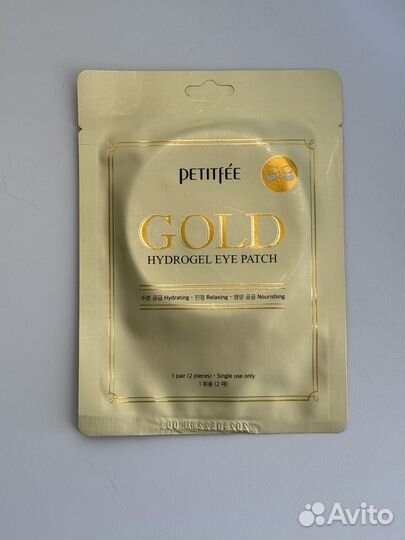 PETITFÉE
GOLD
HYDROGEL EYE PATCH
수분 공급 Hydrating · 진정 Relaxing · 영양 공급 Nourishing
1 pair (2 pieces) · Single use only
1 회용 (2 매)
Avito